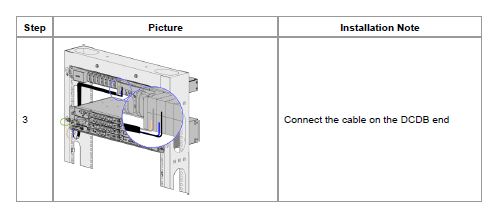 Step Picture Installation Note
3 Connect the cable on the DCDB end